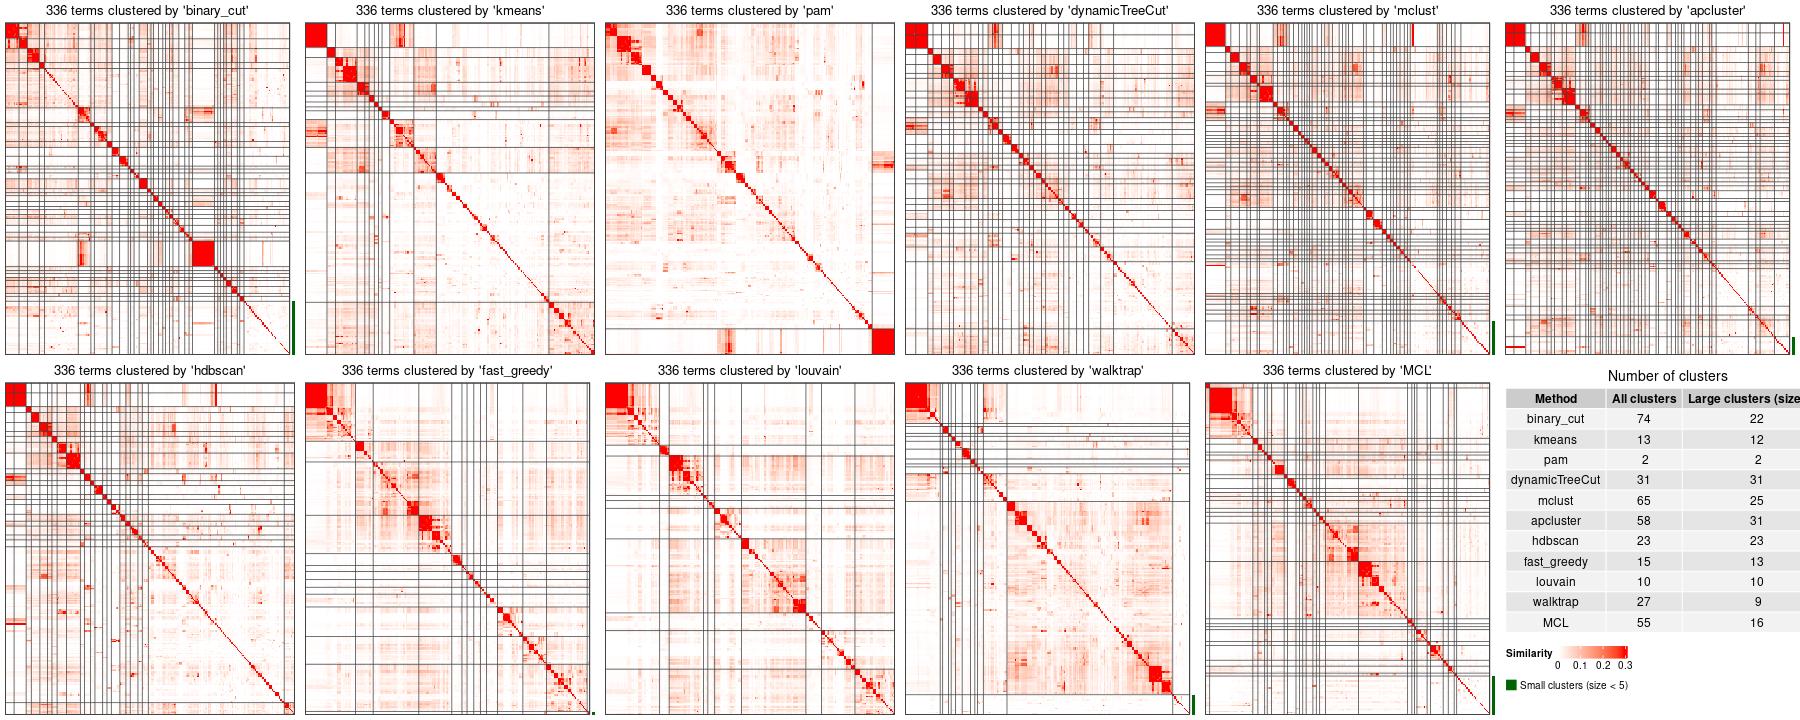 336 terms clustered by 'binary_cut'
336 terms clustered by 'kmeans'
336 terms clustered by 'pam'
336 terms clustered by 'dynamicTreeCut'
336 terms clustered by 'mclust'
336 terms clustered by 'apcluster'
336 terms clustered by 'hdbscan'
336 terms clustered by 'fast_greedy'
336 terms clustered by 'louvain'
336 terms clustered by 'walktrap'
336 terms clustered by 'MCL'
Number of clusters
Method All clusters Large clusters (size
binary_cut 74 22
kmeans 13 12
pam 2 2
dynamicTreeCut 31 31
mclust 65 25
apcluster 58 31
hdbscan 23 23
fast_greedy 15 13
louvain 10 10
walktrap 27 9
MCL 55 16
Similarity
0 0.1 0.2 0.3
Small clusters (size < 5)